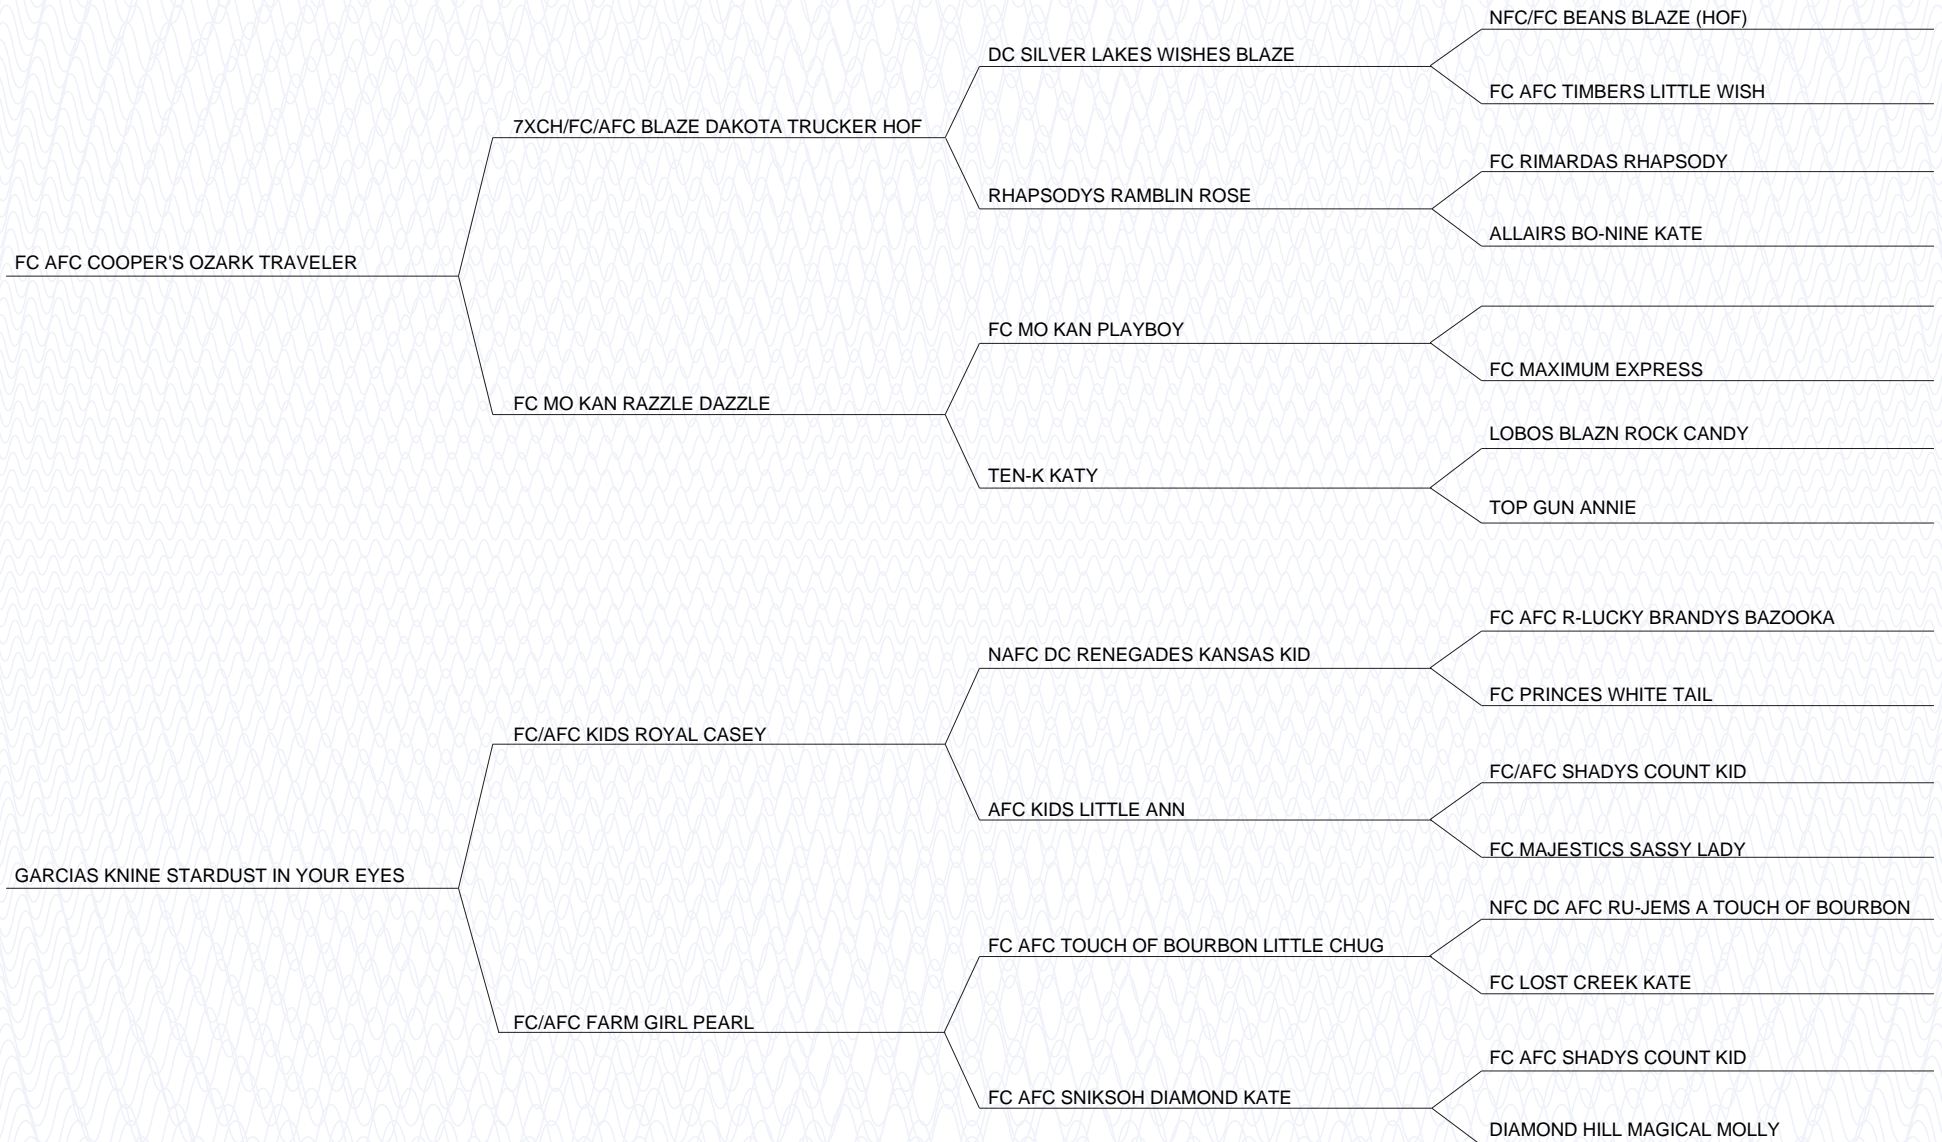 NFC/FC BEANS BLAZE (HOF)
DC SILVER LAKES WISHES BLAZE
FC AFC TIMBERS LITTLE WISH
7XCH/FC/AFC BLAZE DAKOTA TRUCKER HOF
FC RIMARDAS RHAPSODY
RHAPSODYS RAMBLIN ROSE
ALLAIRS BO-NINE KATE
FC AFC COOPER'S OZARK TRAVELER
FC MO KAN PLAYBOY
FC MAXIMUM EXPRESS
FC MO KAN RAZZLE DAZZLE
LOBOS BLAZN ROCK CANDY
TEN-K KATY
TOP GUN ANNIE
FC AFC R-LUCKY BRANDYS BAZOOKA
NAFC DC RENEGADES KANSAS KID
FC PRINCES WHITE TAIL
FC/AFC KIDS ROYAL CASEY
FC/AFC SHADYS COUNT KID
AFC KIDS LITTLE ANN
FC MAJESTICS SASSY LADY
GARCIAS KNINE STARDUST IN YOUR EYES
NFC DC AFC RU-JEMS A TOUCH OF BOURBON
FC AFC TOUCH OF BOURBON LITTLE CHUG
FC LOST CREEK KATE
FC/AFC FARM GIRL PEARL
FC AFC SHADYS COUNT KID
FC AFC SNIKSOH DIAMOND KATE
DIAMOND HILL MAGICAL MOLLY